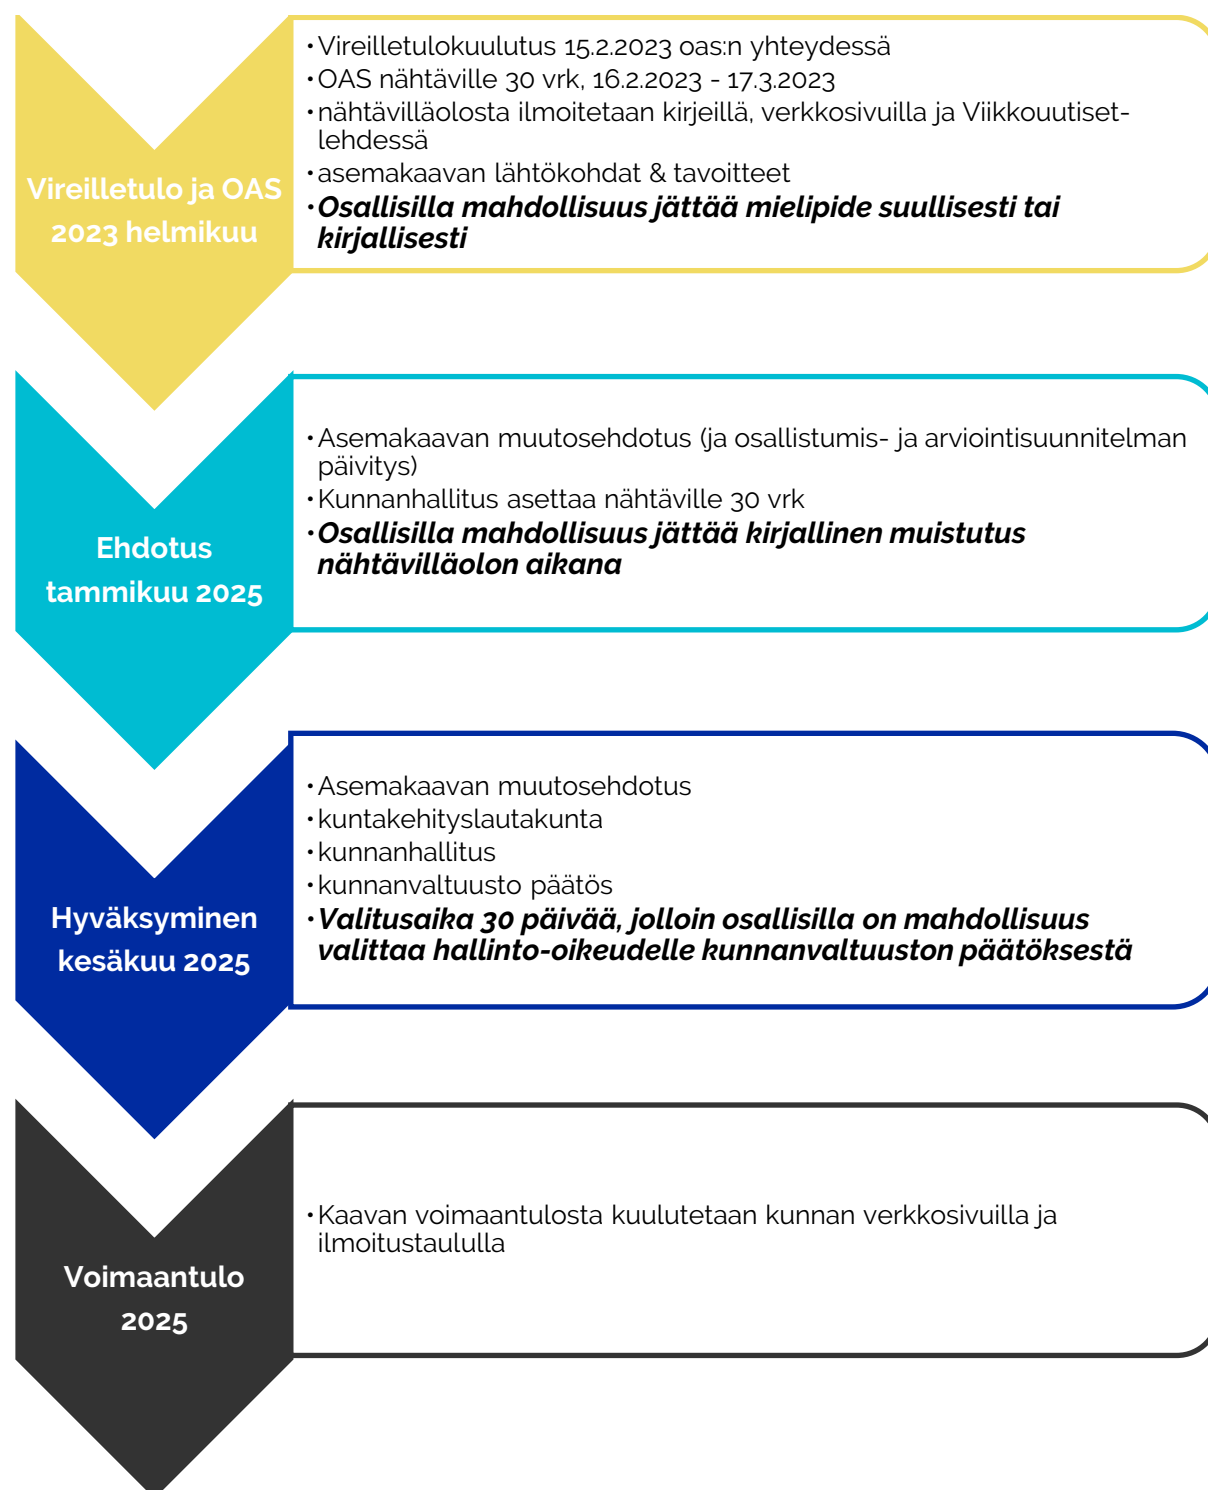 Vireilletulo ja OAS
2023 helmikuu
•Vireilletulokuulutus 15.2.2023 oas:n yhteydessä
•OAS nähtäville 30 vrk, 16.2.2023 - 17.3.2023
•nähtävilläolosta ilmoitetaan kirjeillä, verkkosivuilla ja Viikkouutiset-
lehdessä
•asemakaavan lähtökohdat & tavoitteet
•Osallisilla mahdollisuus jättää mielipide suullisesti tai
kirjallisesti
Ehdotus
tammikuu 2025
•Asemakaavan muutosehdotus (ja osallistumis- ja arviointisuunnitelman
päivitys)
•Kunnanhallitus asettaa nähtäville 30 vrk
•Osallisilla mahdollisuus jättää kirjallinen muistutus
nähtävilläolon aikana
Hyväksyminen
kesäkuu 2025
•Asemakaavan muutosehdotus
•kuntakehityslautakunta
•kunnanhallitus
•kunnanvaltuusto päätös
•Valitusaika 30 päivää, jolloin osallisilla on mahdollisuus
valittaa hallinto-oikeudelle kunnanvaltuuston päätöksestä
Voimaantulo
2025
•Kaavan voimaantulosta kuulutetaan kunnan verkkosivuilla ja
ilmoitustaululla